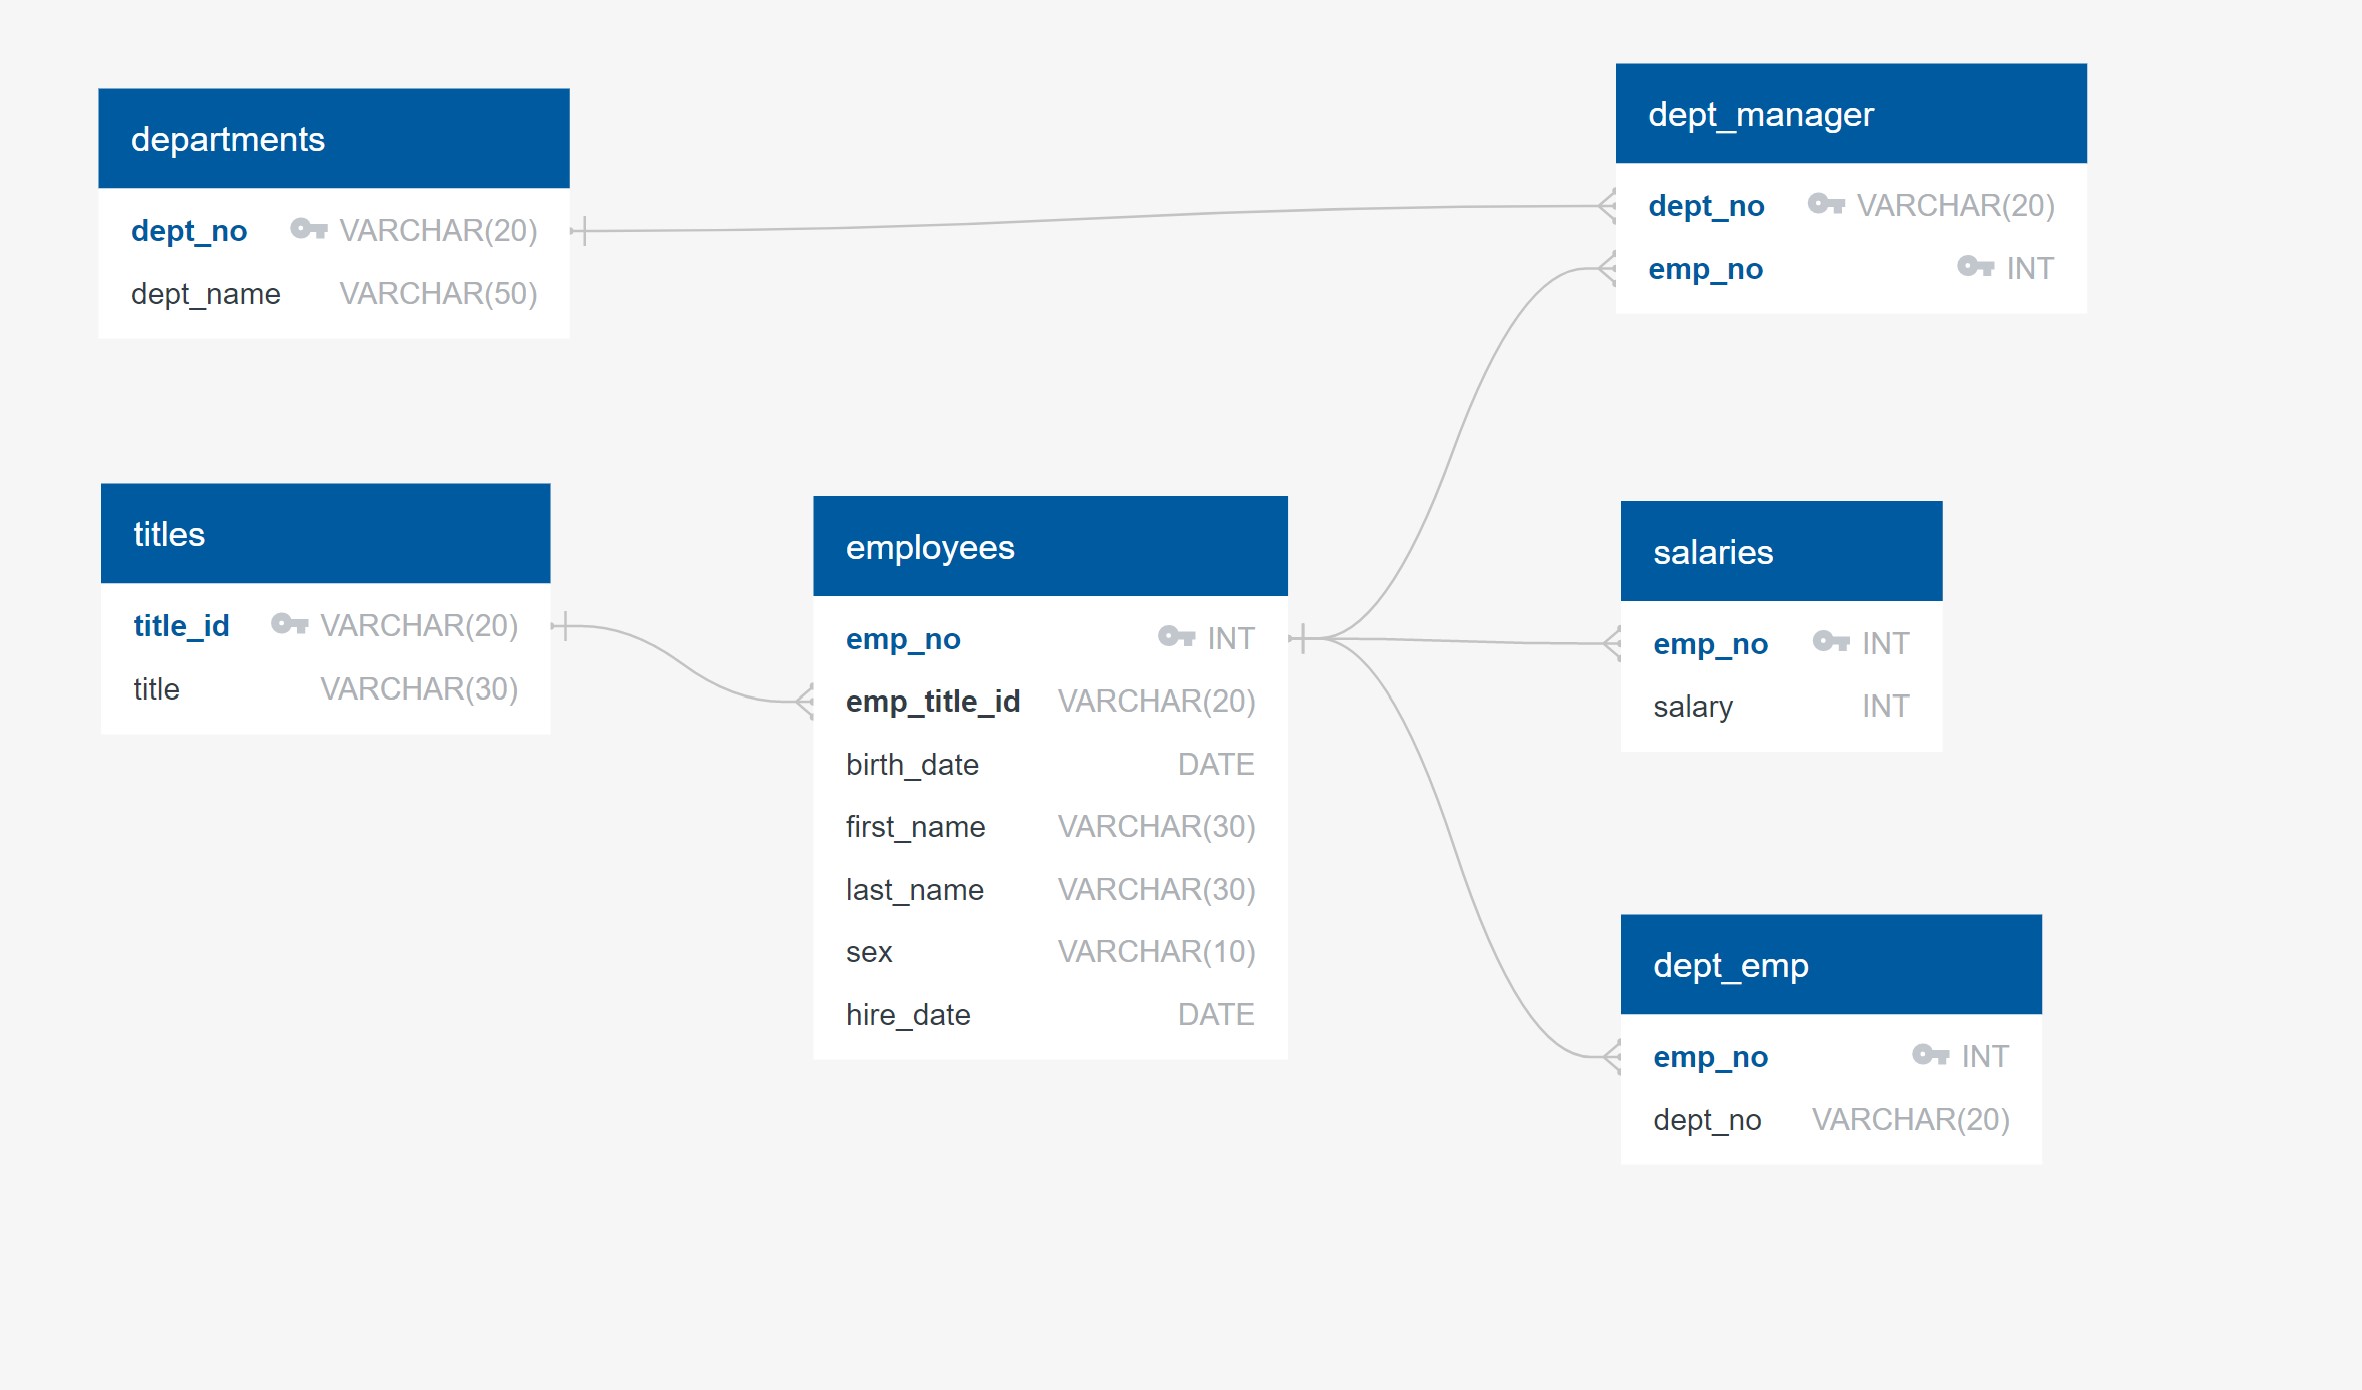 departments
dept_no VARCHAR(20)
dept_name VARCHAR(50)
dept_manager
dept_no VARCHAR(20)
emp_no INT
titles
title_id VARCHAR(20)
title VARCHAR(30)
employees
emp_no INT
emp_title_id VARCHAR(20)
birth_date DATE
first_name VARCHAR(30)
last_name VARCHAR(30)
sex VARCHAR(10)
hire_date DATE
salaries
emp_no INT
salary INT
dept_emp
emp_no INT
dept_no VARCHAR(20)